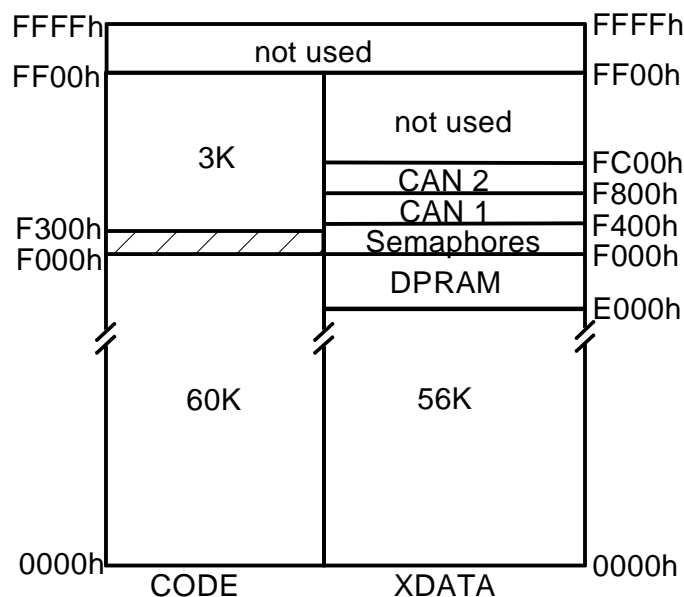 FFFFh FFFFh
not used
FF00h FF00h
not used
3K
FC00h
CAN 2
F800h
CAN 1
F300h F400h
Semaphores
F000h F000h
DPRAM
E000h
60K 56K
0000h 0000h
CODE XDATA